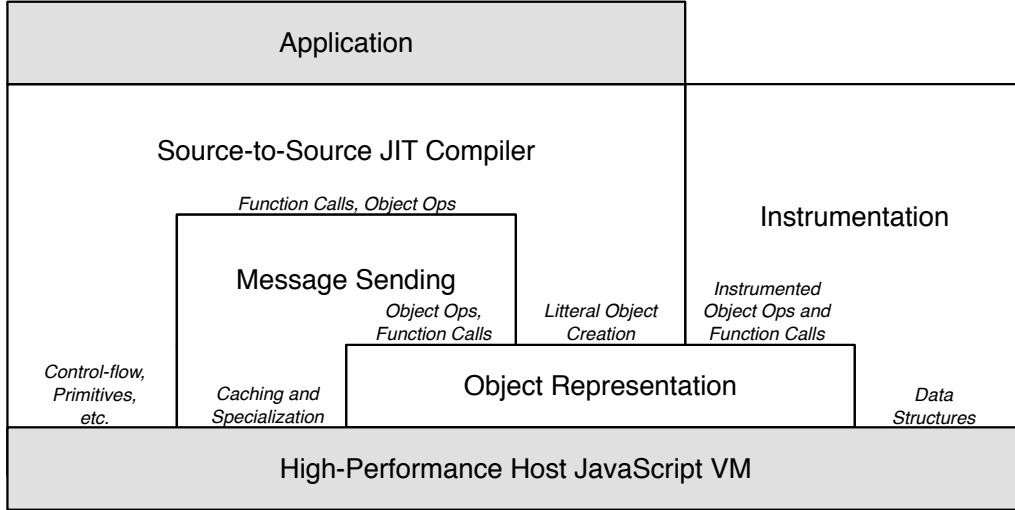 Application
Source-to-Source JIT Compiler
Function Calls, Object Ops
Instrumentation
Message Sending
Object Ops,
Function Calls
Litteral Object
Creation
Instrumented
Object Ops and
Function Calls
Control-flow,
Primitives,
etc.
Caching and
Specialization
Object Representation
Data
Structures
High-Performance Host JavaScript VM